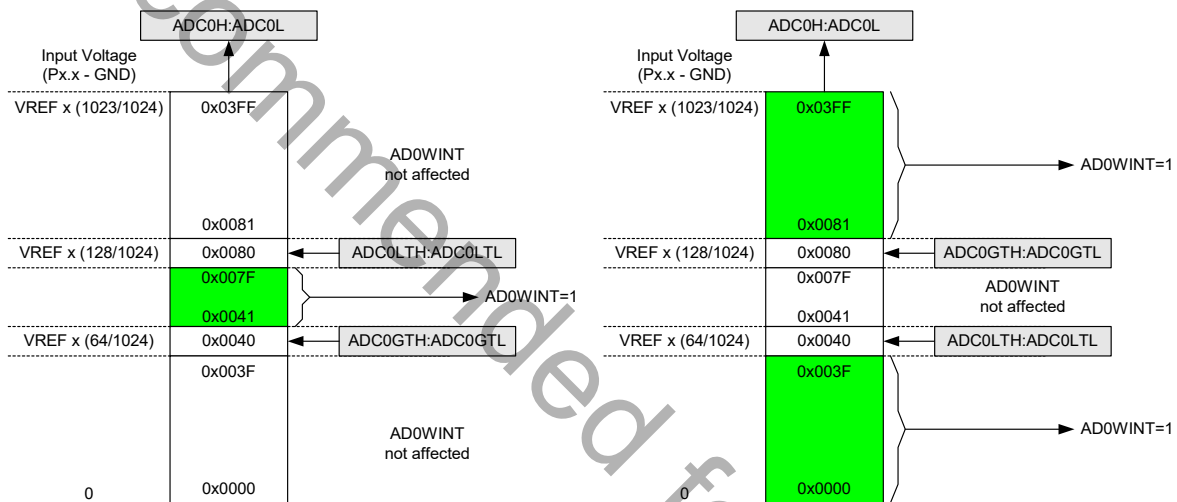 ADC0H:ADC0L
Input Voltage
(Px.x - GND)
VREF x (1023/1024)
0x03FF
AD0WINT
not affected
0x0081
VREF x (128/1024)
0x0080
ADC0LTH:ADC0LTL
0x007F
AD0WINT=1
0x0041
VREF x (64/1024)
0x0040
ADC0GTH:ADC0GTL
0x003F
AD0WINT
not affected
0
0x0000
ADC0H:ADC0L
Input Voltage
(Px.x - GND)
VREF x (1023/1024)
0x03FF
AD0WINT=1
0x0081
VREF x (128/1024)
0x0080
ADC0GTH:ADC0GTL
0x007F
AD0WINT
not affected
0x0041
VREF x (64/1024)
0x0040
ADC0LTH:ADC0LTL
0x003F
AD0WINT=1
0
0x0000
commended f